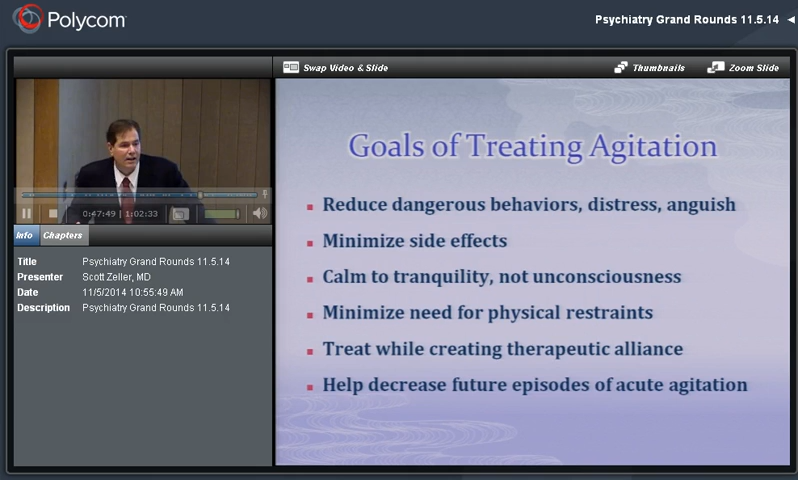 Polycom
Psychiatry Grand Rounds 11.5.14
Swap Video & Slide
Thumbnails
Zoom Slide
0:47:49 | 1:02:33
Info
Chapters
Title Psychiatry Grand Rounds 11.5.14
Presenter Scott Zeller, MD
Date 11/5/2014 10:55:49 AM
Description Psychiatry Grand Rounds 11.5.14
Goals of Treating Agitation
Reduce dangerous behaviors, distress, anguish
Minimize side effects
Calm to tranquility, not unconsciousness
Minimize need for physical restraints
Treat while creating therapeutic alliance
Help decrease future episodes of acute agitation